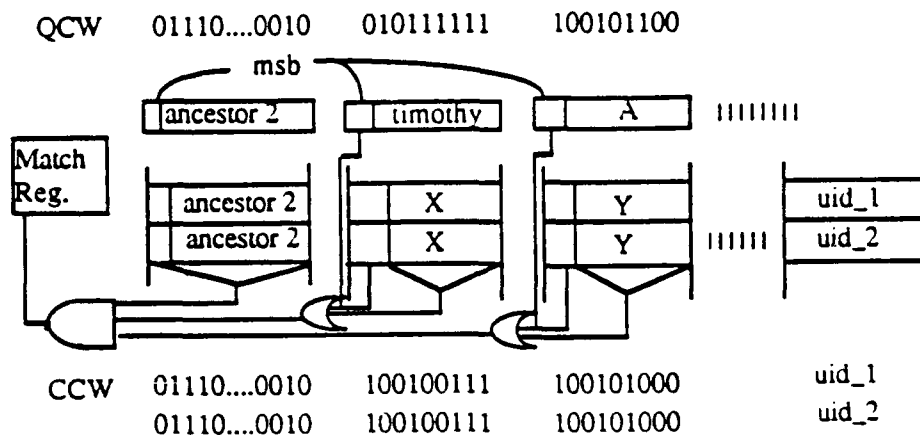 QCW 01110....0010 010111111 100101100
msb
ancestor 2 timothy A
Match
Reg.
ancestor 2 X Y uid_1
ancestor 2 X Y uid_2
CCW 01110....0010 100100111 100101000 uid_1
01110....0010 100100111 100101000 uid_2